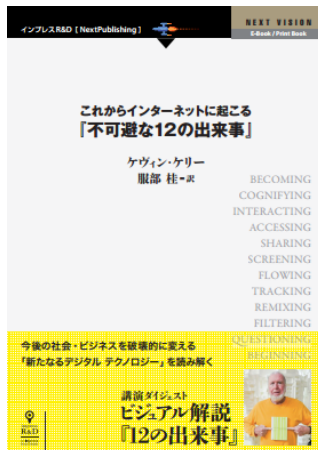 インプレスR&D [ NextPublishing ]
NEXT VISION
E-Book / Print Book
これからインターネットに起こる
『不可避な12の出来事』
ケヴィン・ケリー
服部 桂=訳
BECOMING
COGNIFYING
INTERACTING
ACCESSING
SHARING
SCREENING
FLOWING
TRACKING
REMIXING
FILTERING
QUESTIONING
BEGINNING
今後の社会・ビジネスを破壊的に変える
「新たなるデジタル テクノロジー」を読み解く
講演ダイジェスト
ビジュアル解説
『12の出来事』
R&D